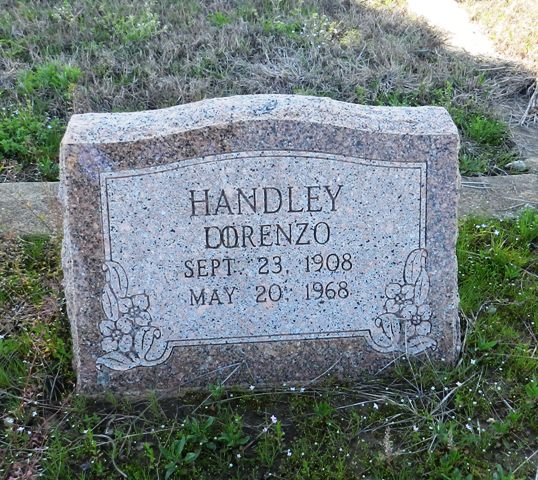 HANDLEY
LORENZO
SEPT. 23, 1908
MAY 20, 1968